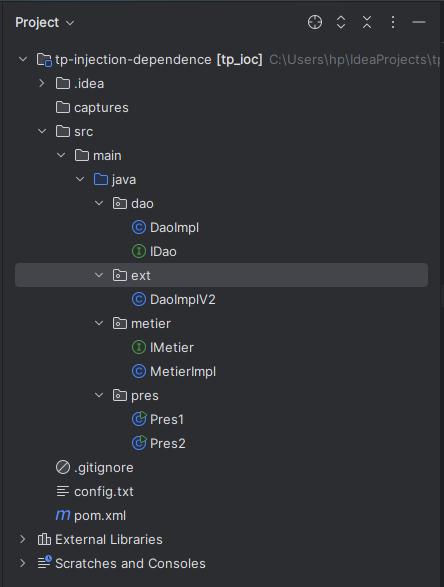 Project
tp-injection-dependence [tp_ioc] C:\Users\hp\IdeaProjects\tp
.idea
captures
src
main
java
dao
C DaoImpl
I IDao
ext
C DaoImplV2
metier
I IMetier
C MetierImpl
pres
C Pres1
C Pres2
.gitignore
config.txt
m pom.xml
External Libraries
Scratches and Consoles